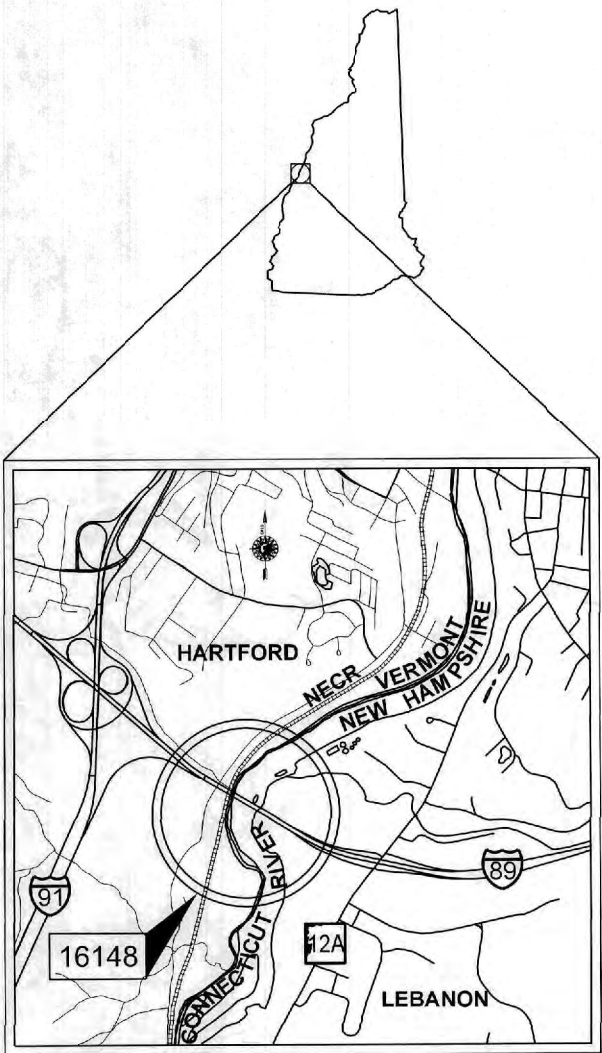 HARTFORD
NECR
VERMONT
NEW HAMPSHIRE
91
89
16148
CONNECTICUT RIVER
12A
LEBANON